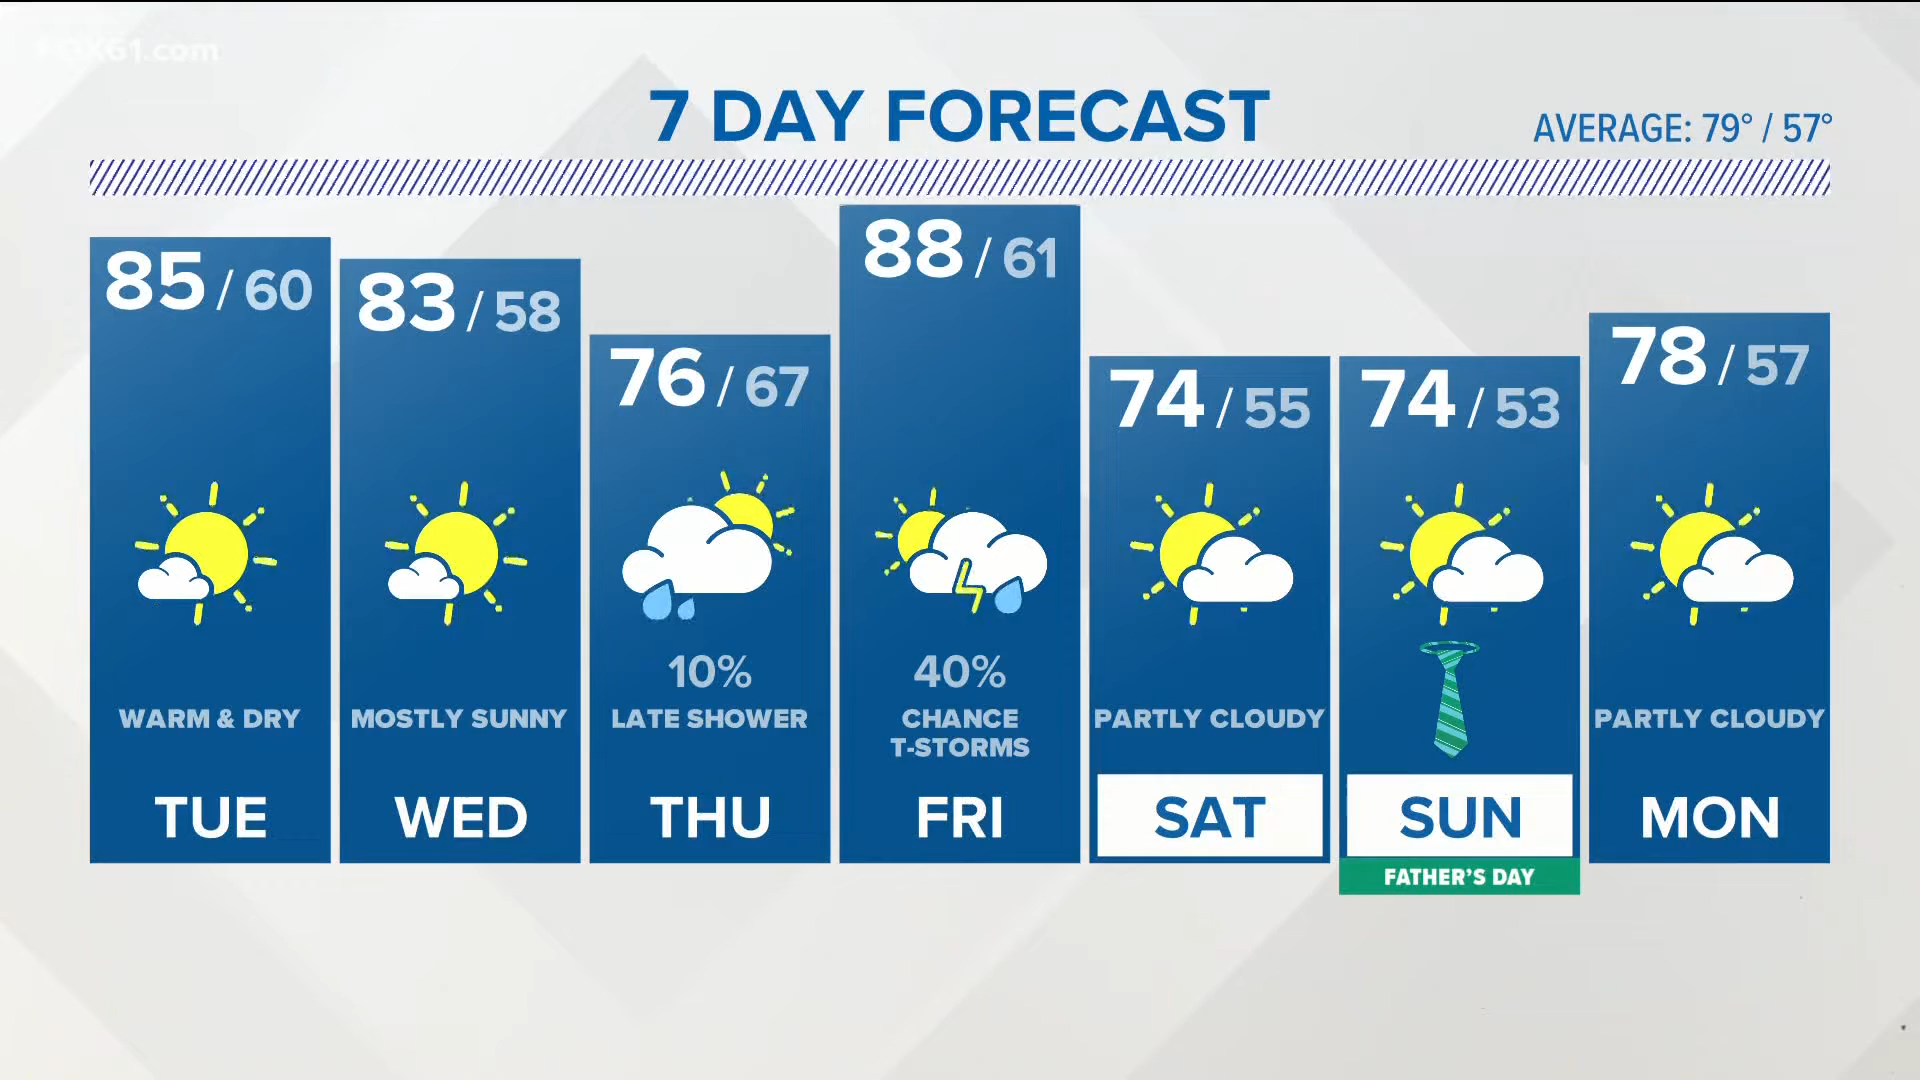 FOX61.com
7 DAY FORECAST
AVERAGE: 79° / 57°
85 / 60
WARM & DRY
TUE
83 / 58
MOSTLY SUNNY
WED
76 / 67
10%
LATE SHOWER
THU
88 / 61
40%
CHANCE
T-STORMS
FRI
74 / 55
PARTLY CLOUDY
SAT
74 / 53
SUN
FATHER'S DAY
78 / 57
PARTLY CLOUDY
MON